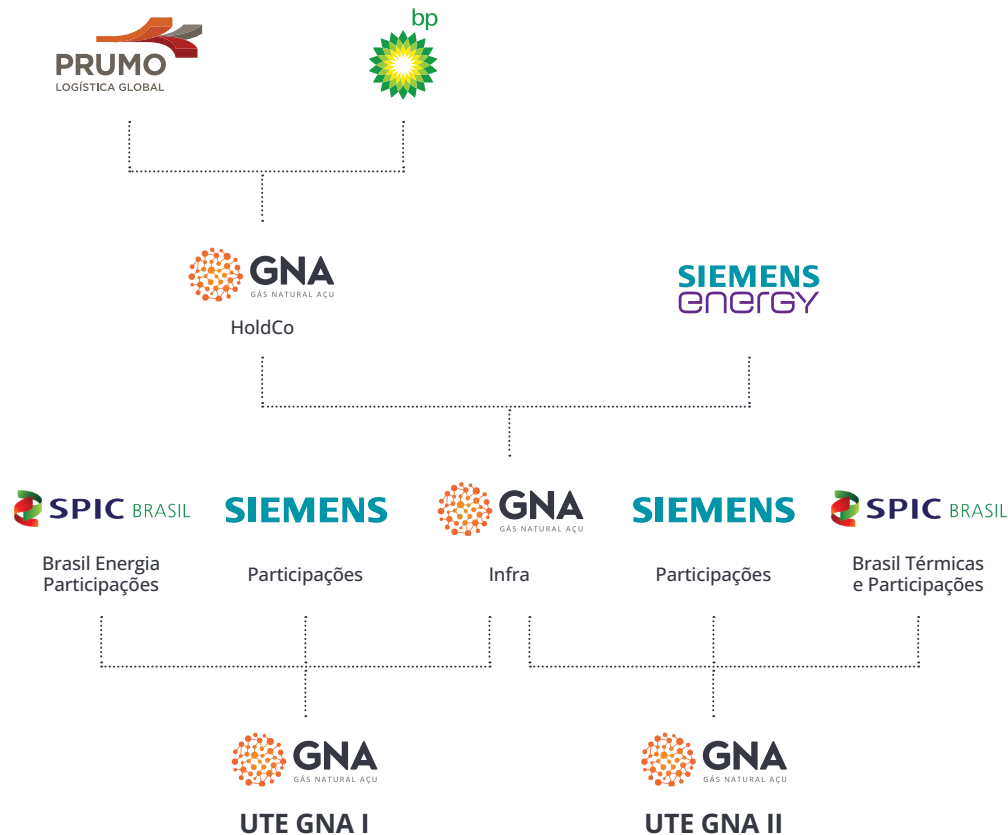 bp
PRUMO
LOGÍSTICA GLOBAL
GNA
GÁS NATURAL AÇU
HoldCo
SIEMENS
energy
SPIC BRASIL
Brasil Energia
Participações
SIEMENS
Participações
GNA
GÁS NATURAL AÇU
Infra
SIEMENS
Participações
SPIC BRASIL
Brasil Térmicas
e Participações
GNA
GÁS NATURAL AÇU
UTE GNA I
GNA
GÁS NATURAL AÇU
UTE GNA II